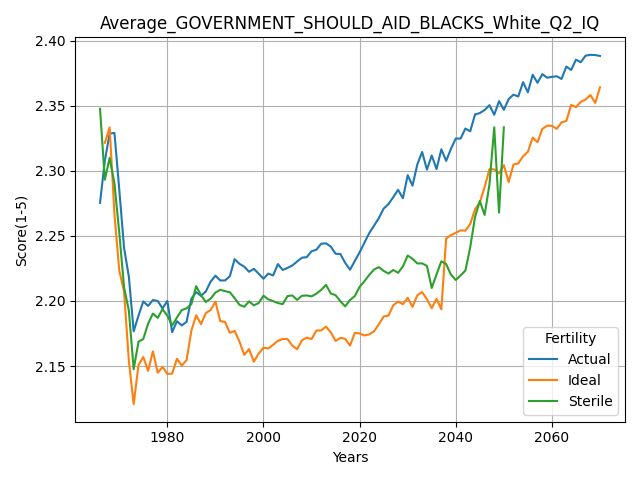 Average_GOVERNMENT_SHOULD_AID_BLACKS_White_Q2_IQ
2.40
2.35
2.30
2.25
2.20
2.15
Score(1-5)
1980
2000
2020
2040
2060
Years
Fertility
Actual
Ideal
Sterile